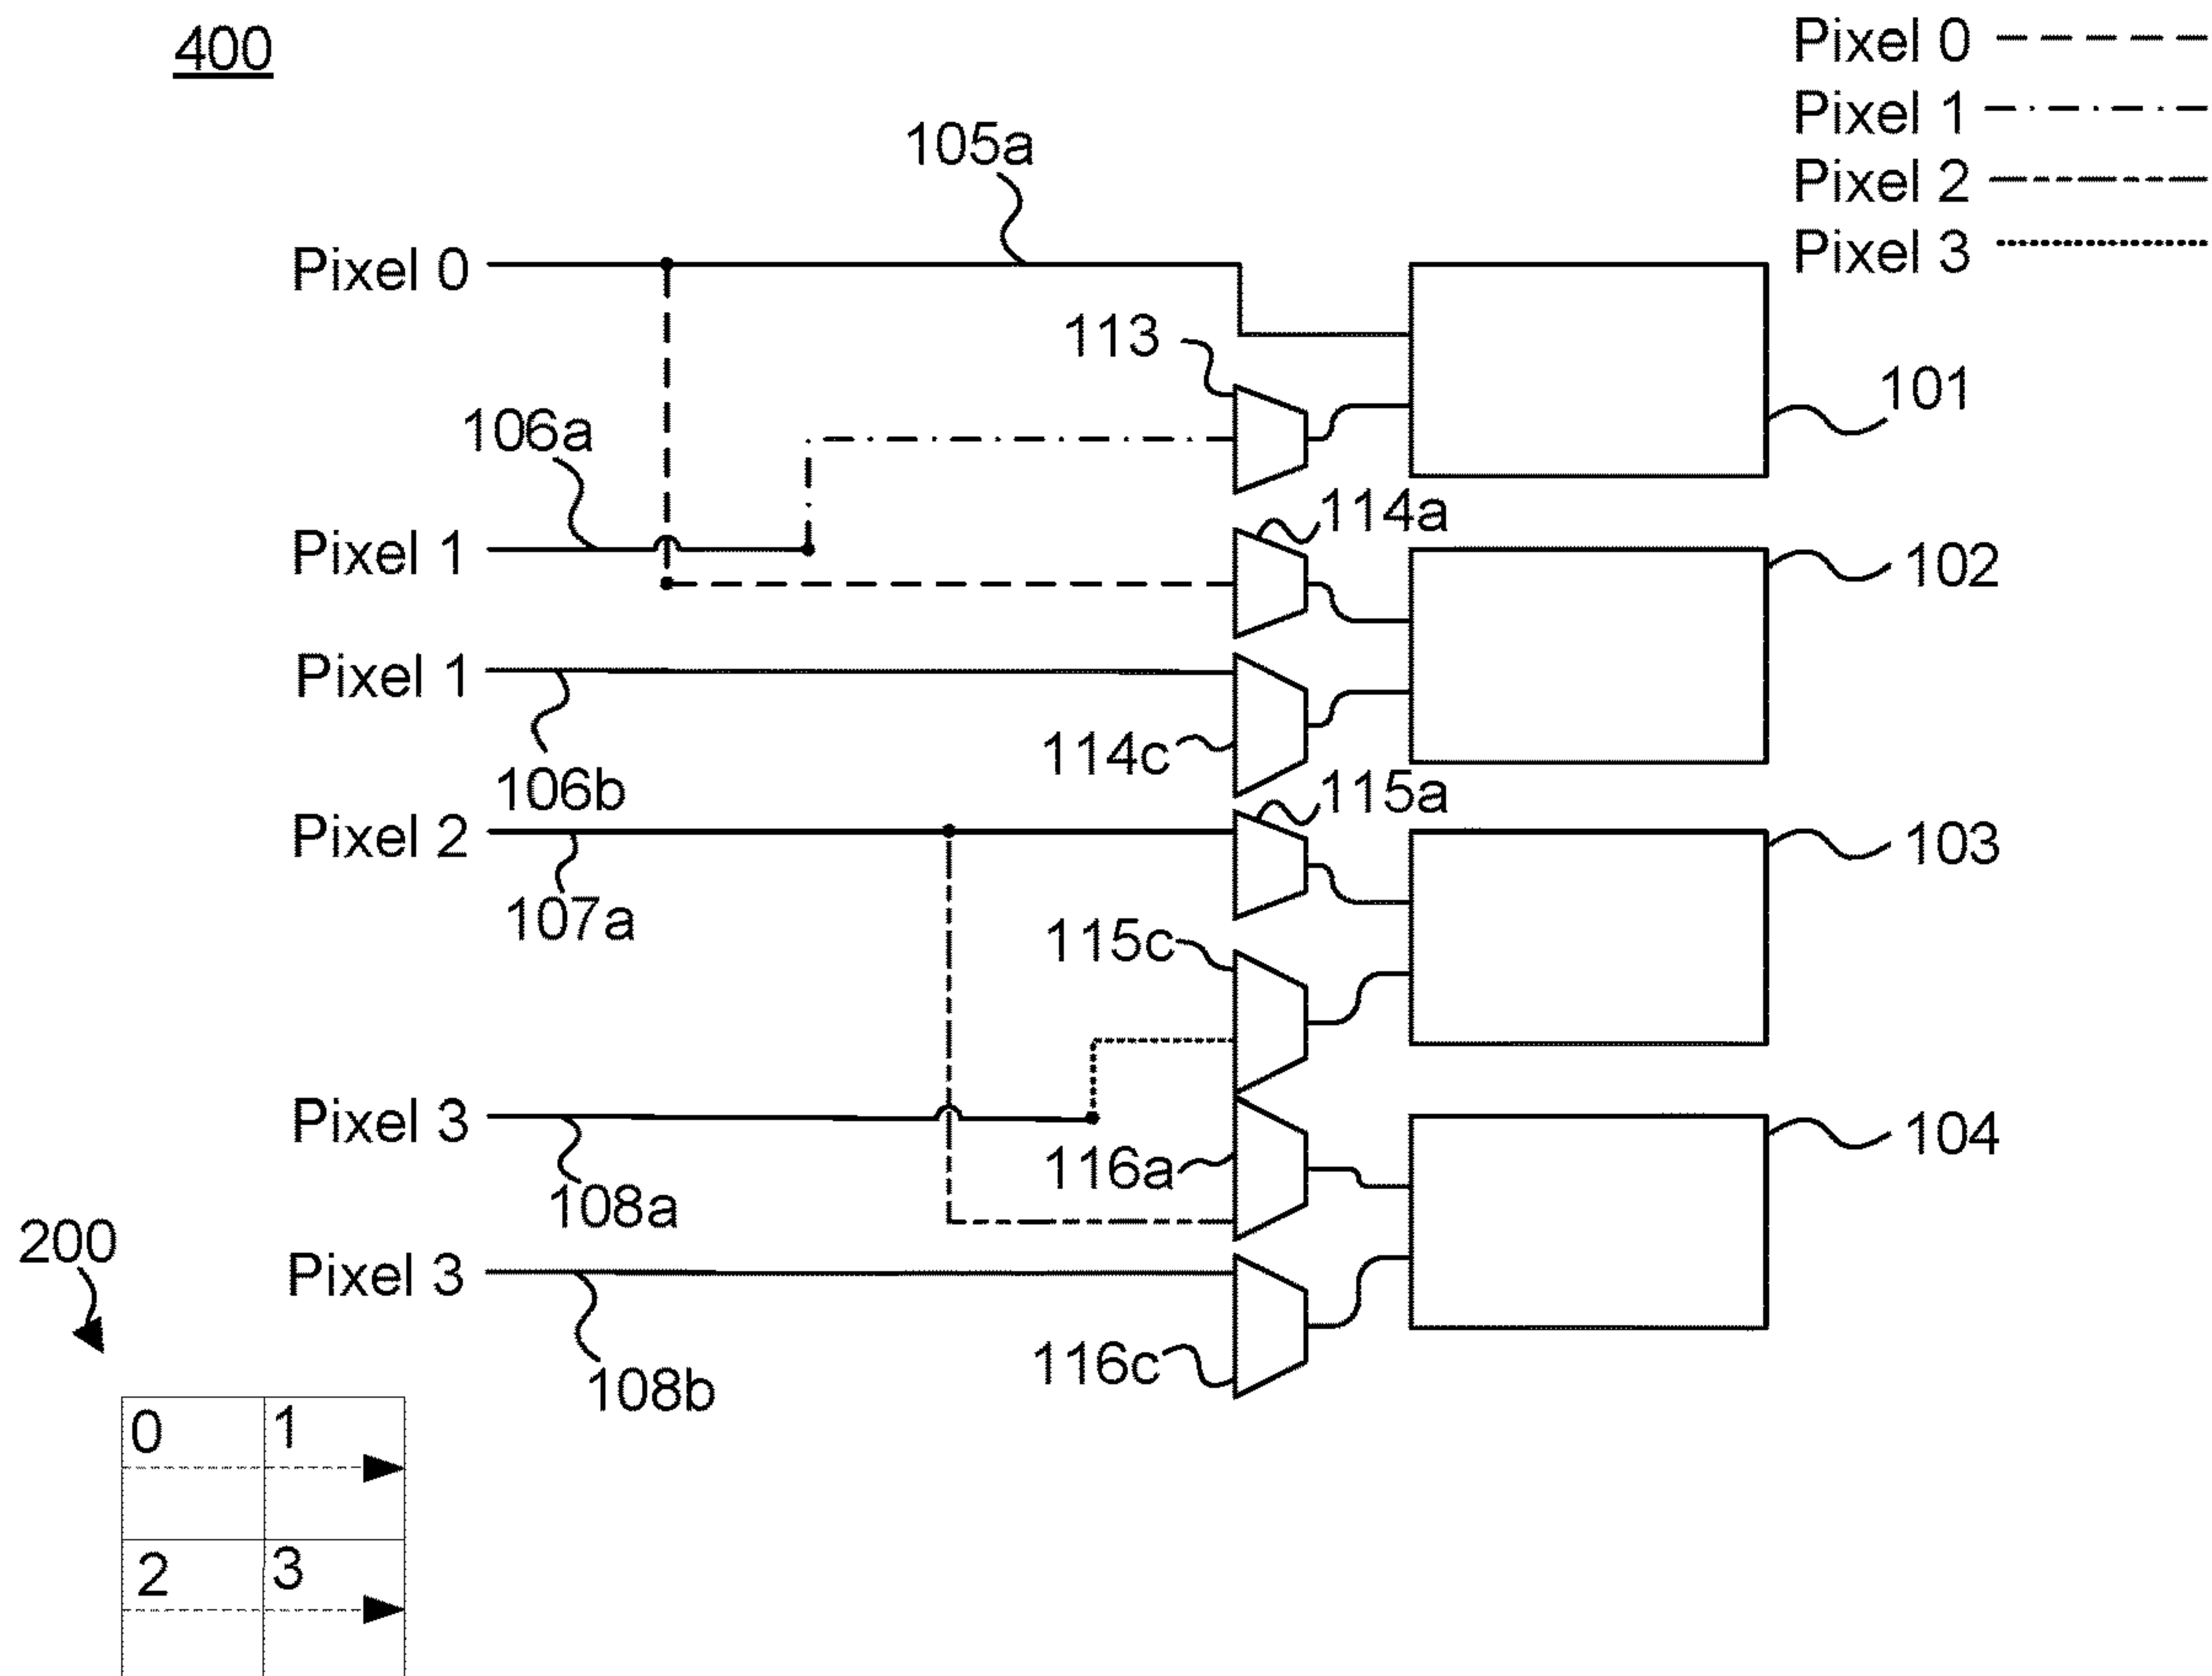 400
Pixel 0
Pixel 1
Pixel 2
Pixel 3
105a
Pixel 0
113
101
106a
114a
Pixel 1
102
Pixel 1
114c
106b
115a
Pixel 2
103
107a
115c
Pixel 3
104
116a
108a
200
Pixel 3
116c
108b
0 1
2 3